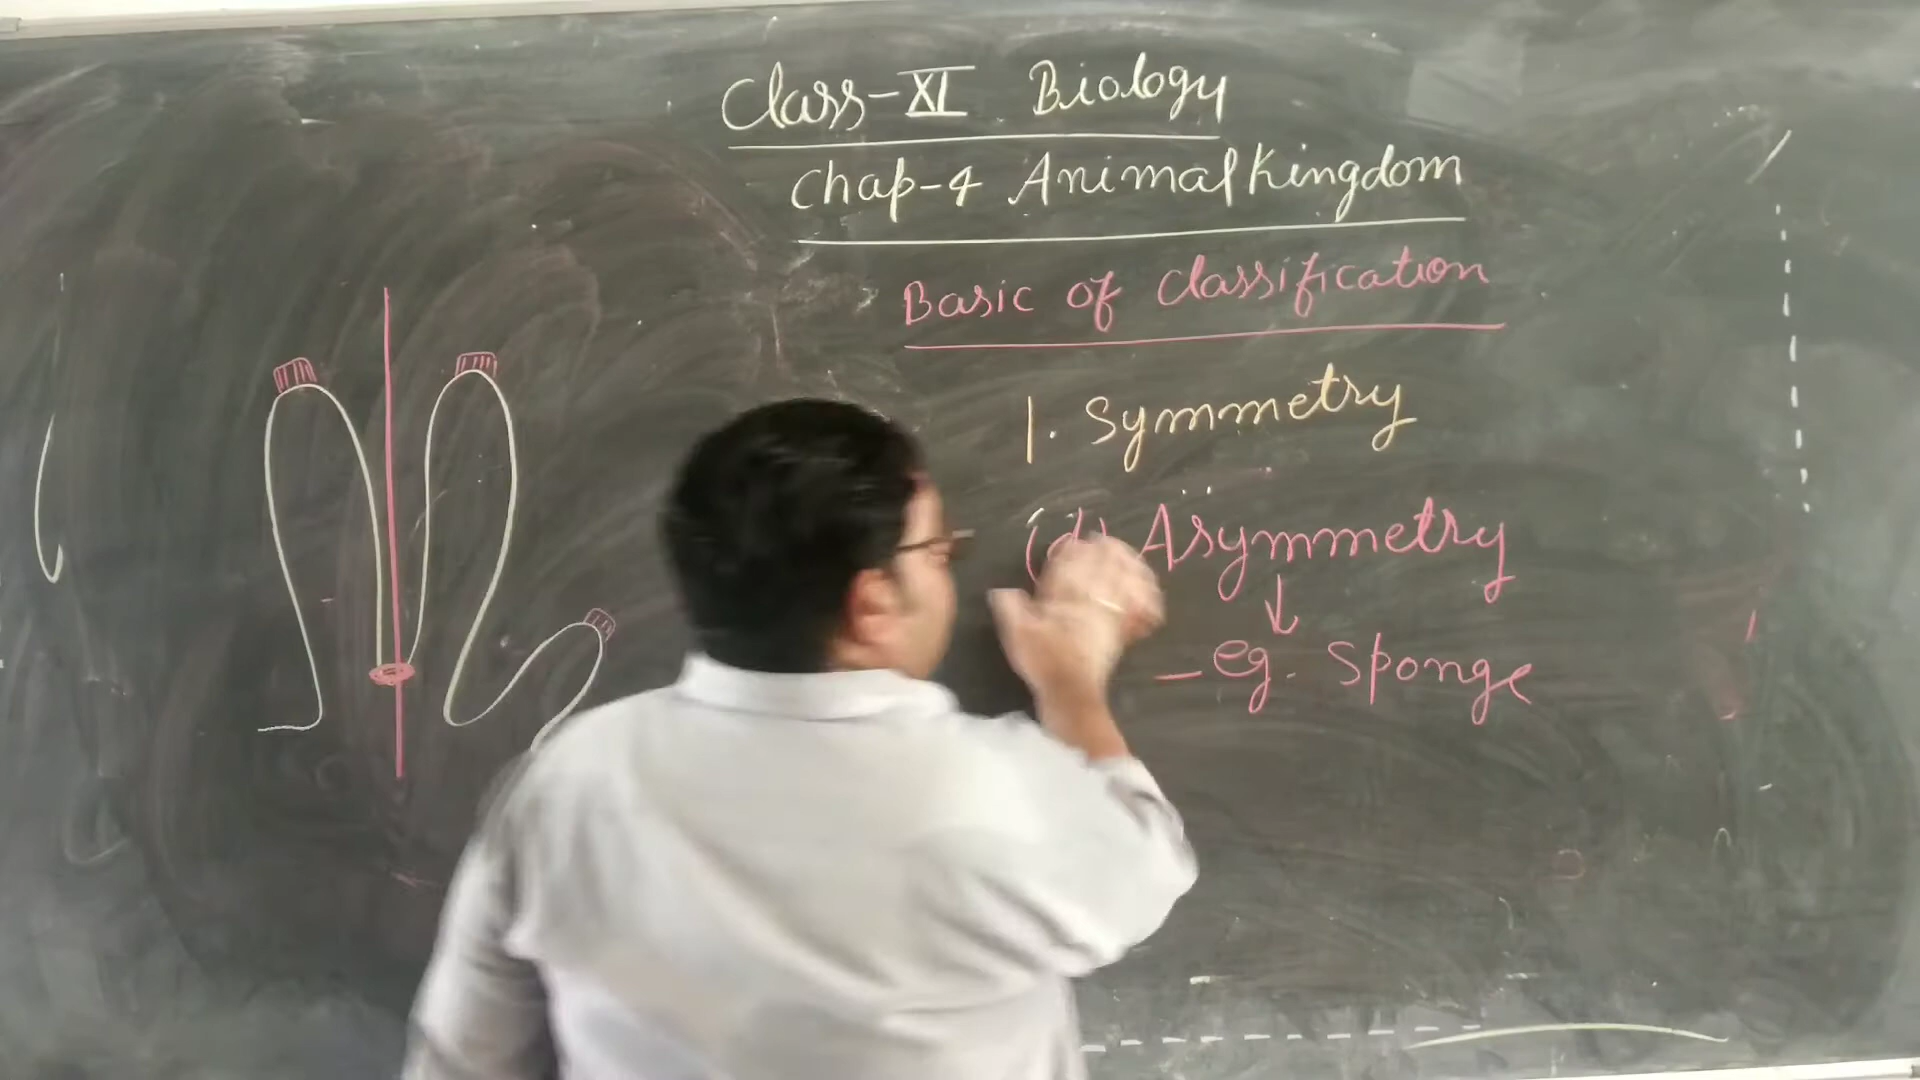 Class-XI Biology
Chap-4 Animal Kingdom
Basic of Classification
1. Symmetry
Asymmetry
↓
- eg. Sponge